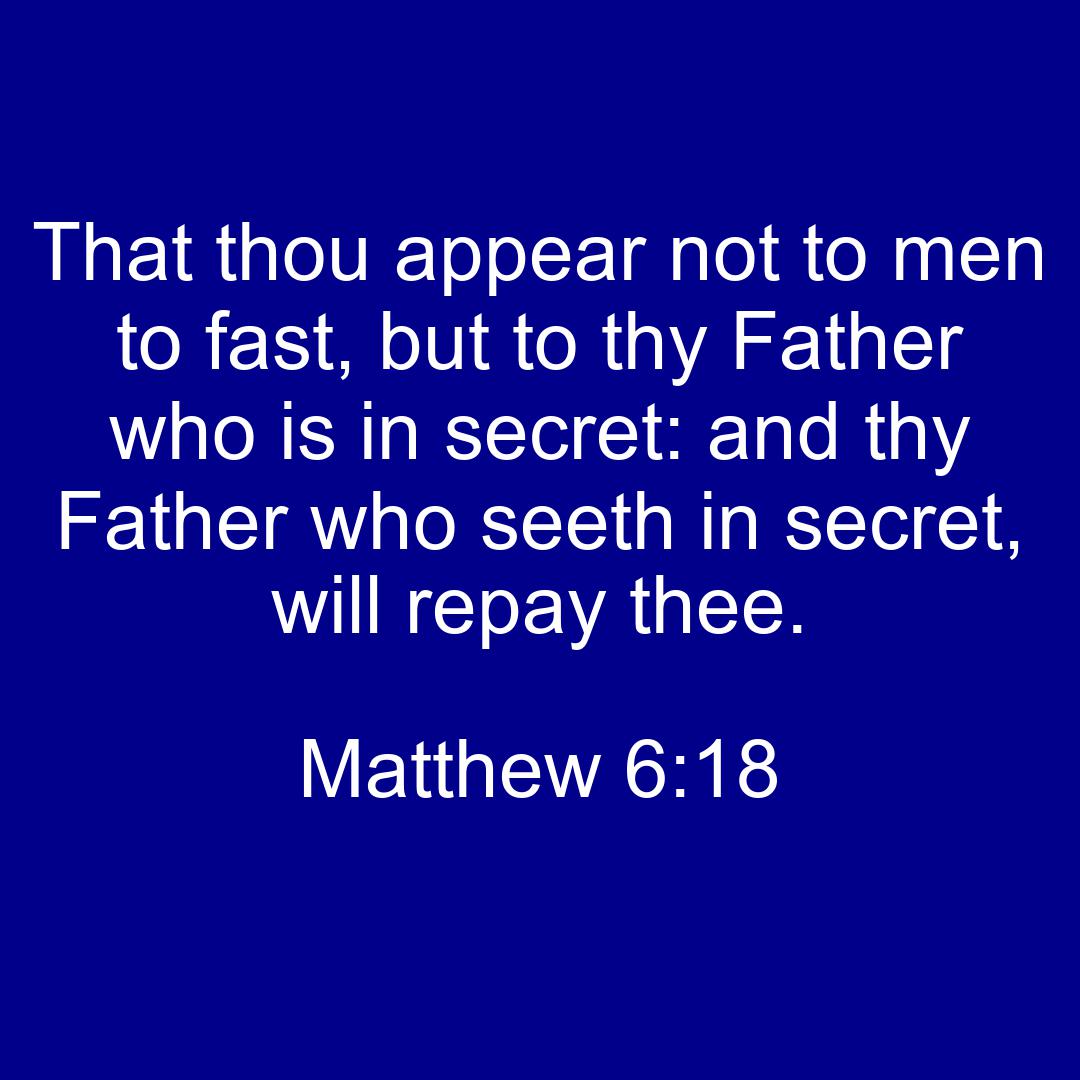 That thou appear not to men
to fast, but to thy Father
who is in secret: and thy
Father who seeth in secret,
will repay thee.
Matthew 6:18